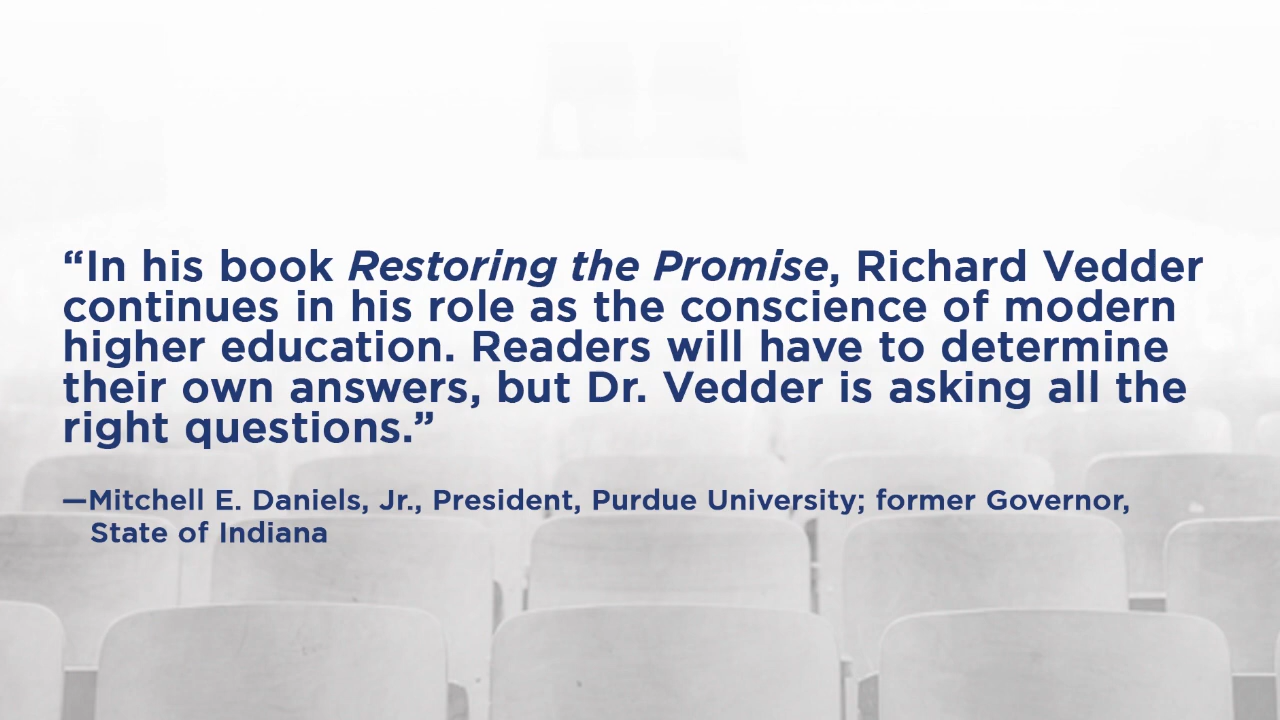 “In his book Restoring the Promise, Richard Vedder
continues in his role as the conscience of modern
higher education. Readers will have to determine
their own answers, but Dr. Vedder is asking all the
right questions.”
—Mitchell E. Daniels, Jr., President, Purdue University; former Governor,
State of Indiana